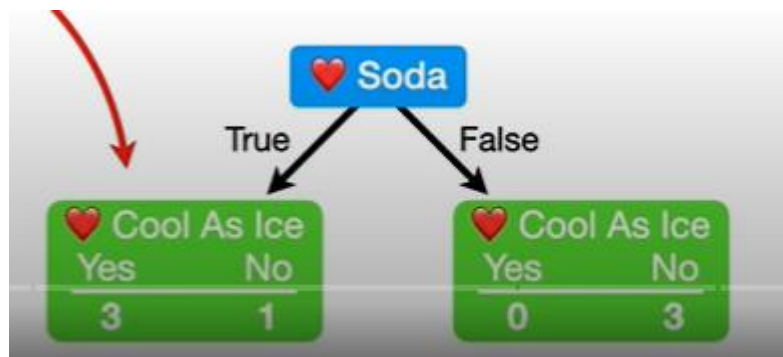 ❤️ Soda
True False
❤️ Cool As Ice ❤️ Cool As Ice
Yes No Yes No
3 1 0 3